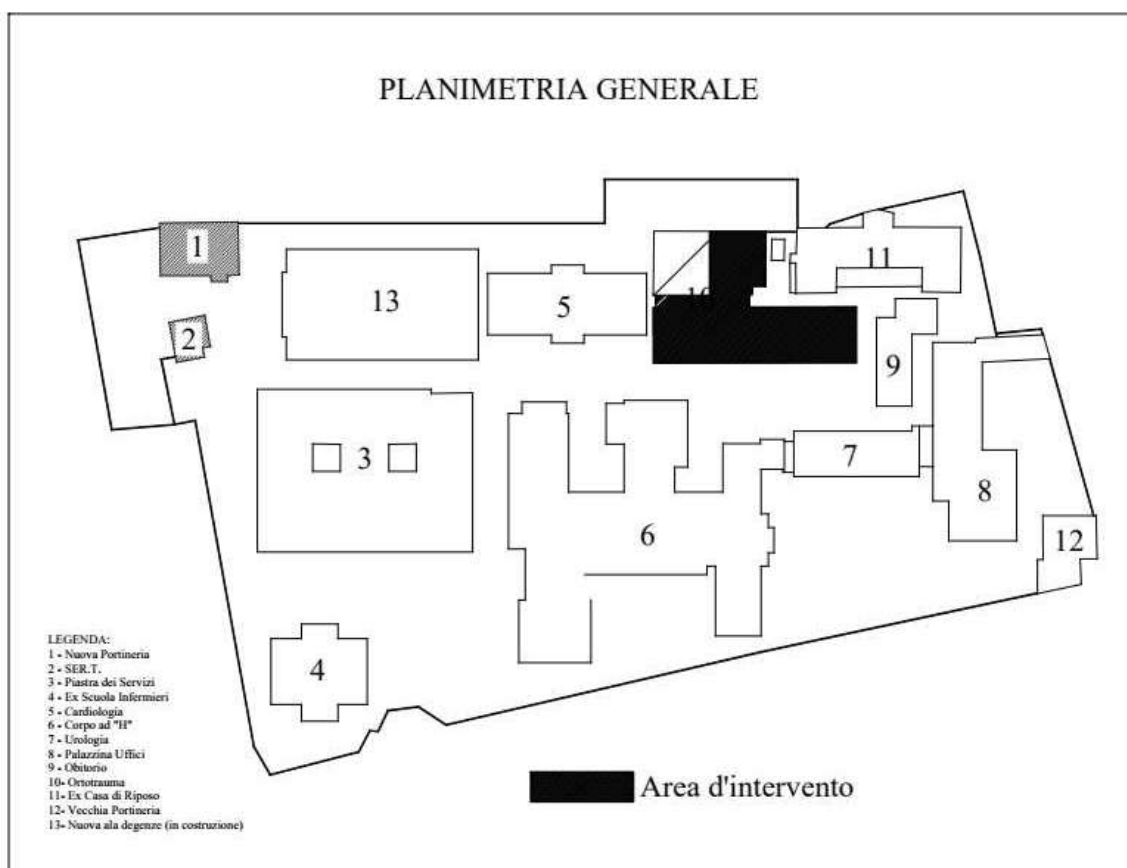 PLANIMETRIA GENERALE
1
2
13
5
10
11
9
3
6
7
8
12
4
LEGENDA:
1 - Nuova Portineria
2 - SER.T.
3 - Piastra dei Servizi
4 - Ex Scuola Infermieri
5 - Cardiologia
6 - Corpo ad "H"
7 - Urologia
8 - Palazzina Uffici
9 - Obitorio
10- Ortotrauma
11- Ex Casa di Riposo
12- Vecchia Portineria
13- Nuova ala degenze (in costruzione)
Area d'intervento